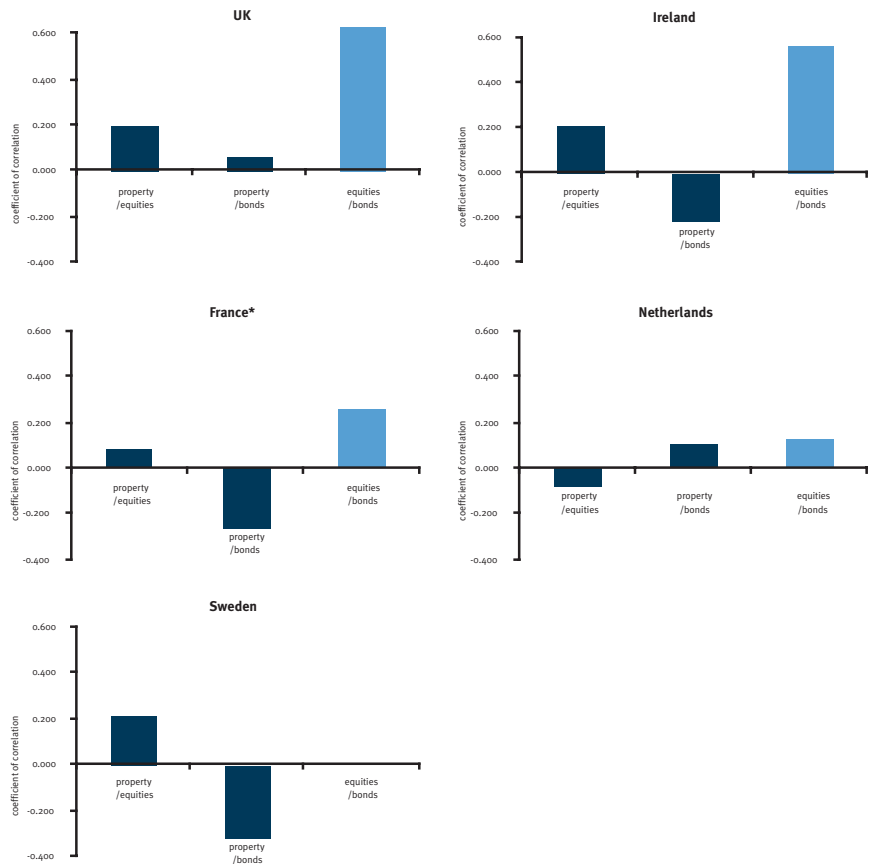 UK
coefficient of correlation
0.600
0.400
0.200
0.000
-0.200
-0.400
property
/equities
property
/bonds
equities
/bonds
Ireland
coefficient of correlation
0.600
0.400
0.200
0.000
-0.200
-0.400
property
/equities
property
/bonds
equities
/bonds
France*
coefficient of correlation
0.600
0.400
0.200
0.000
-0.200
-0.400
property
/equities
property
/bonds
equities
/bonds
Netherlands
coefficient of correlation
0.600
0.400
0.200
0.000
-0.200
-0.400
property
/equities
property
/bonds
equities
/bonds
Sweden
coefficient of correlation
0.600
0.400
0.200
0.000
-0.200
-0.400
property
/equities
property
/bonds
equities
/bonds